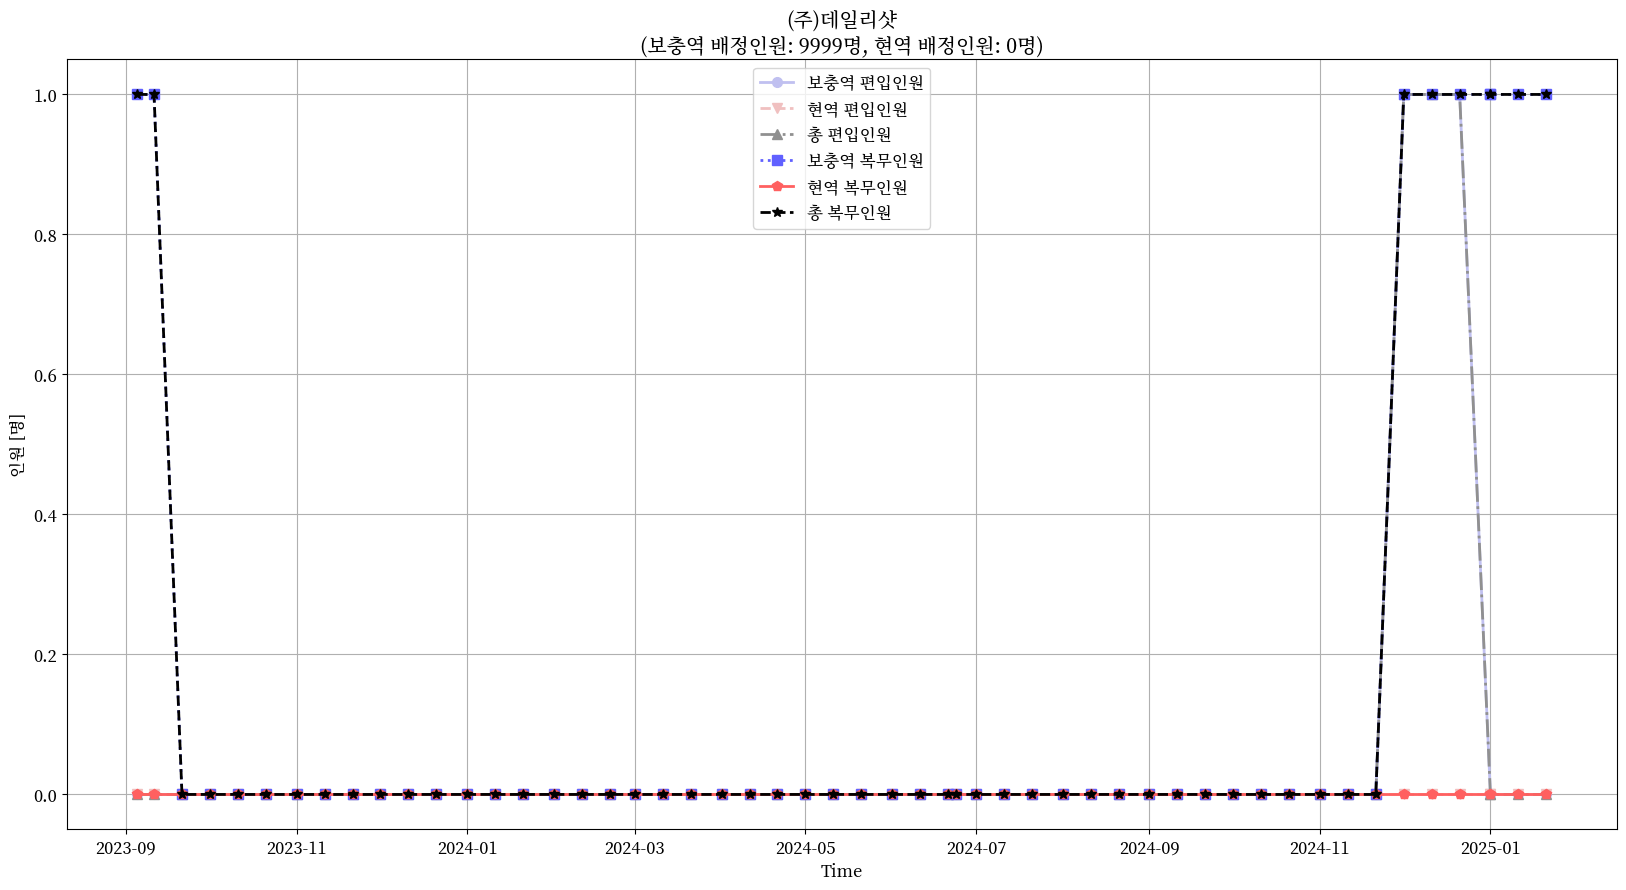 (주)데일리샷
(보충역 배정인원: 9999명, 현역 배정인원: 0명)
보충역 편입인원
현역 편입인원
총 편입인원
보충역 복무인원
현역 복무인원
총 복무인원
1.0
0.8
0.6
0.4
0.2
0.0
인원 [명]
2023-09 2023-11 2024-01 2024-03 2024-05 2024-07 2024-09 2024-11 2025-01
Time